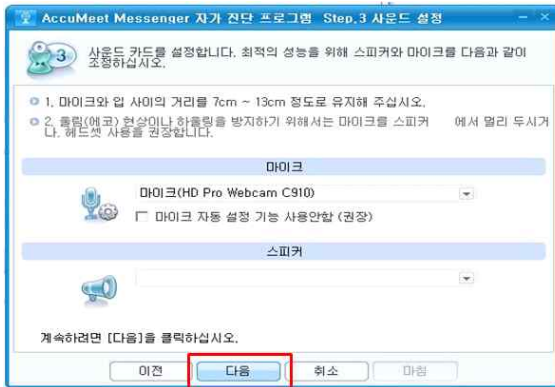 AccuMeet Messenger 자가 진단 프로그램 Step.3 사운드 설정
3
사운드 카드를 설정합니다. 최적의 성능을 위해 스피커와 마이크를 다음과 같이
조정하십시오.
1. 마이크와 입 사이의 거리를 7cm ~ 13cm 정도로 유지해 주십시오.
2. 울림(에코) 현상이나 하울링을 방지하기 위해서는 마이크를 스피커 에서 멀리 두시거
나, 헤드셋 사용을 권장합니다.
마이크
마이크(HD Pro Webcam C910)
마이크 자동 설정 기능 사용안함 (권장)
스피커
계속하려면 [다음]을 클릭하십시오.
이전 다음 취소 마침